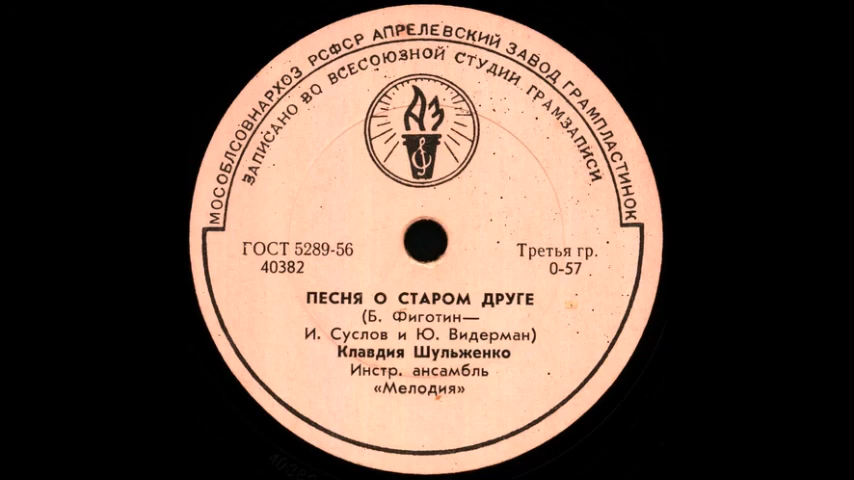 МОСОБЛСОВНАРХОЗ РСФСР АПРЕЛЕВСКИЙ ЗАВОД ГРАМПЛАСТИНОК
ЗАПИСАНО ВО ВСЕСОЮЗНОЙ СТУДИИ ГРАМЗАПИСИ
АЗ
ГОСТ 5289-56 Третья гр.
40382 0-57
ПЕСНЯ О СТАРОМ ДРУГЕ
(Б. Фиготин—
И. Суслов и Ю. Видерман)
Клавдия Шульженко
Инстр. ансамбль
«Мелодия»